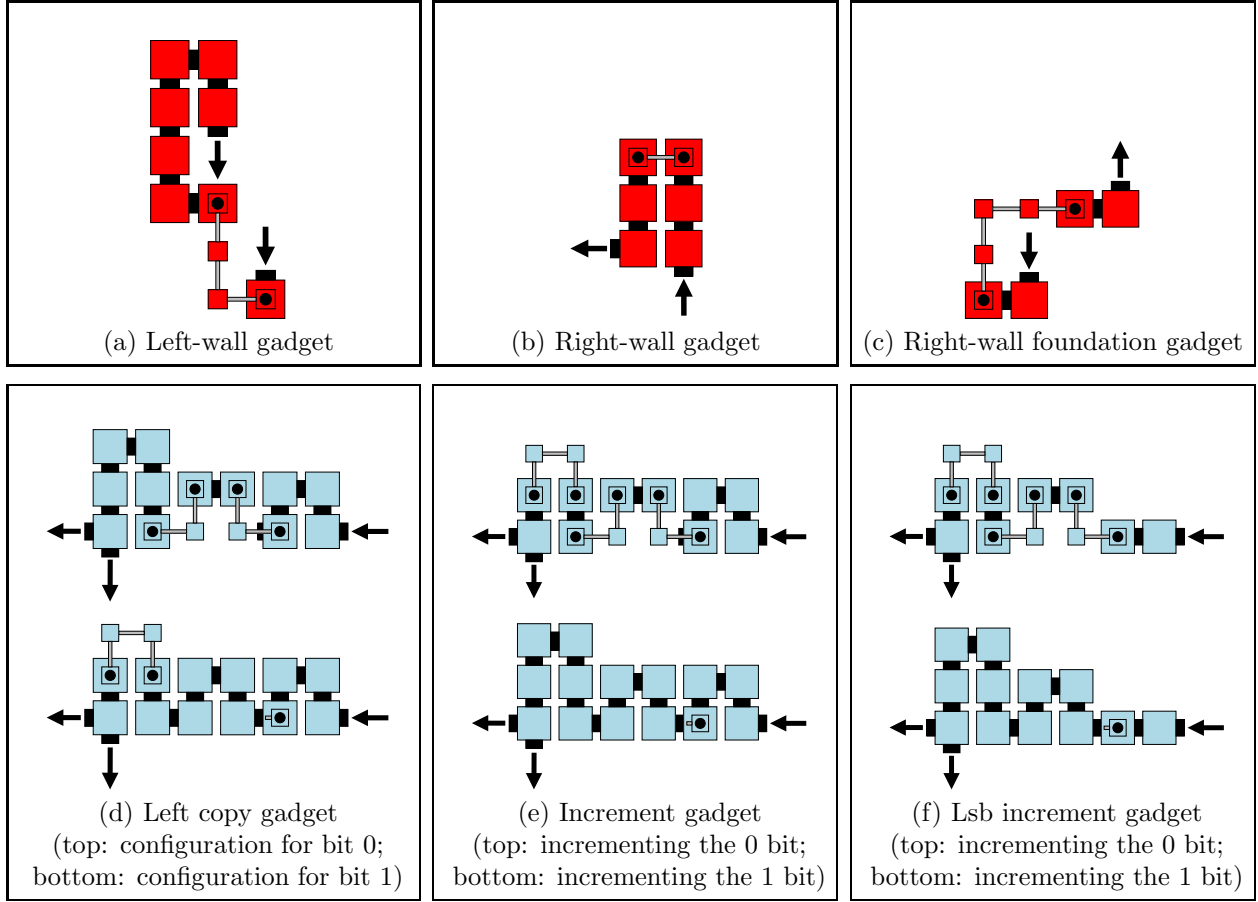 (a) Left-wall gadget
(b) Right-wall gadget
(c) Right-wall foundation gadget
(d) Left copy gadget
(top: configuration for bit 0;
bottom: configuration for bit 1)
(e) Increment gadget
(top: incrementing the 0 bit;
bottom: incrementing the 1 bit)
(f) Lsb increment gadget
(top: incrementing the 0 bit;
bottom: incrementing the 1 bit)